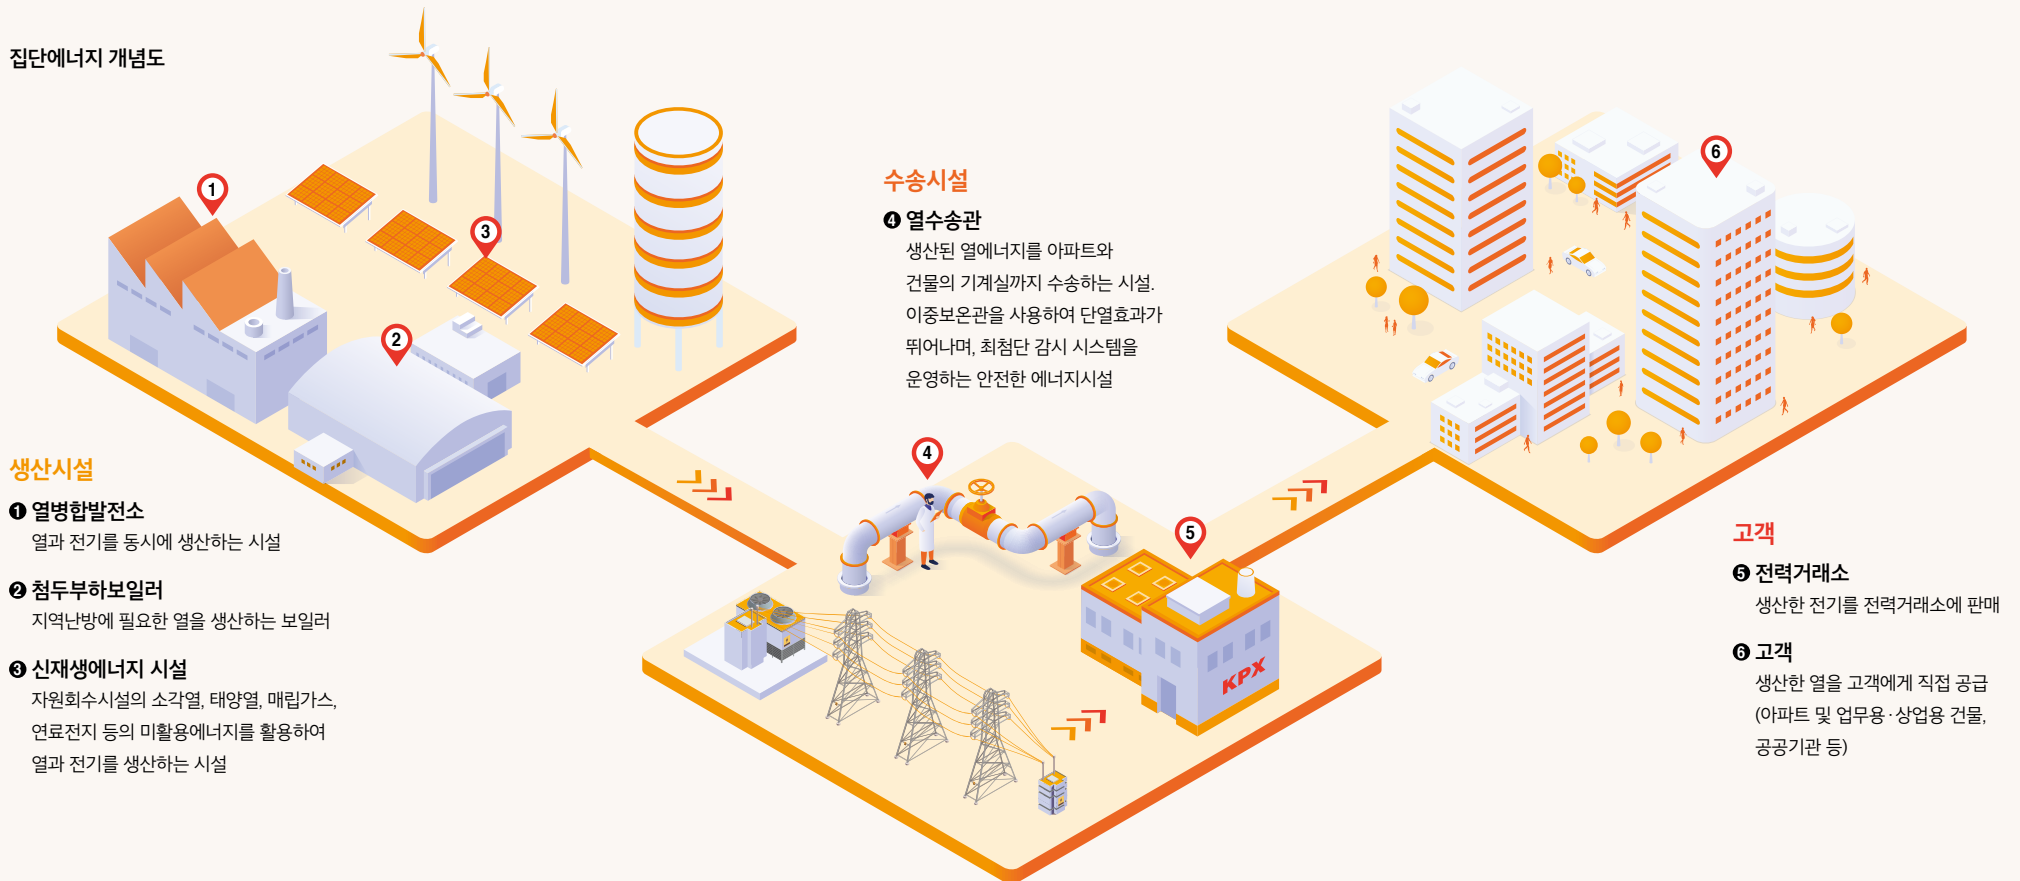 집단에너지 개념도
1
2
3
생산시설
❶ 열병합발전소
열과 전기를 동시에 생산하는 시설
❷ 첨두부하보일러
지역난방에 필요한 열을 생산하는 보일러
❸ 신재생에너지 시설
자원회수시설의 소각열, 태양열, 매립가스,
연료전지 등의 미활용에너지를 활용하여
열과 전기를 생산하는 시설
수송시설
❹ 열수송관
생산된 열에너지를 아파트와
건물의 기계실까지 수송하는 시설.
이중보온관을 사용하여 단열효과가
뛰어나며, 최첨단 감시 시스템을
운영하는 안전한 에너지시설
4
5
KPX
6
고객
❺ 전력거래소
생산한 전기를 전력거래소에 판매
❻ 고객
생산한 열을 고객에게 직접 공급
(아파트 및 업무용·상업용 건물,
공공기관 등)